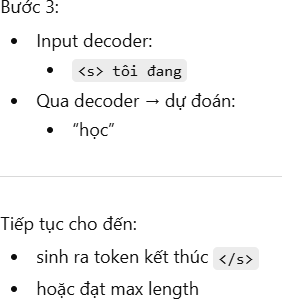 Bước 3:
• Input decoder:
• <s> tôi đang
• Qua decoder → dự đoán:
• “học”
Tiếp tục cho đến:
• sinh ra token kết thúc </s>
• hoặc đạt max length